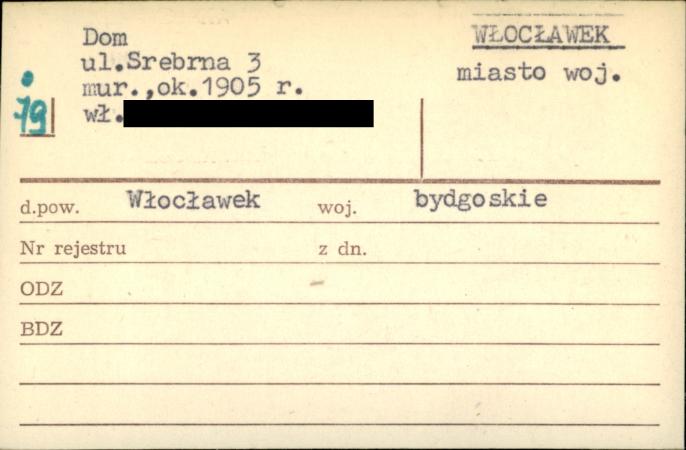 Dom
ul.Srebrna 3
mur.,ok.1905 r.
wł.
19
WŁOCŁAWEK
miasto woj.
d.pow. Włocławek woj. bydgoskie
Nr rejestru z dn.
ODZ
BDZ